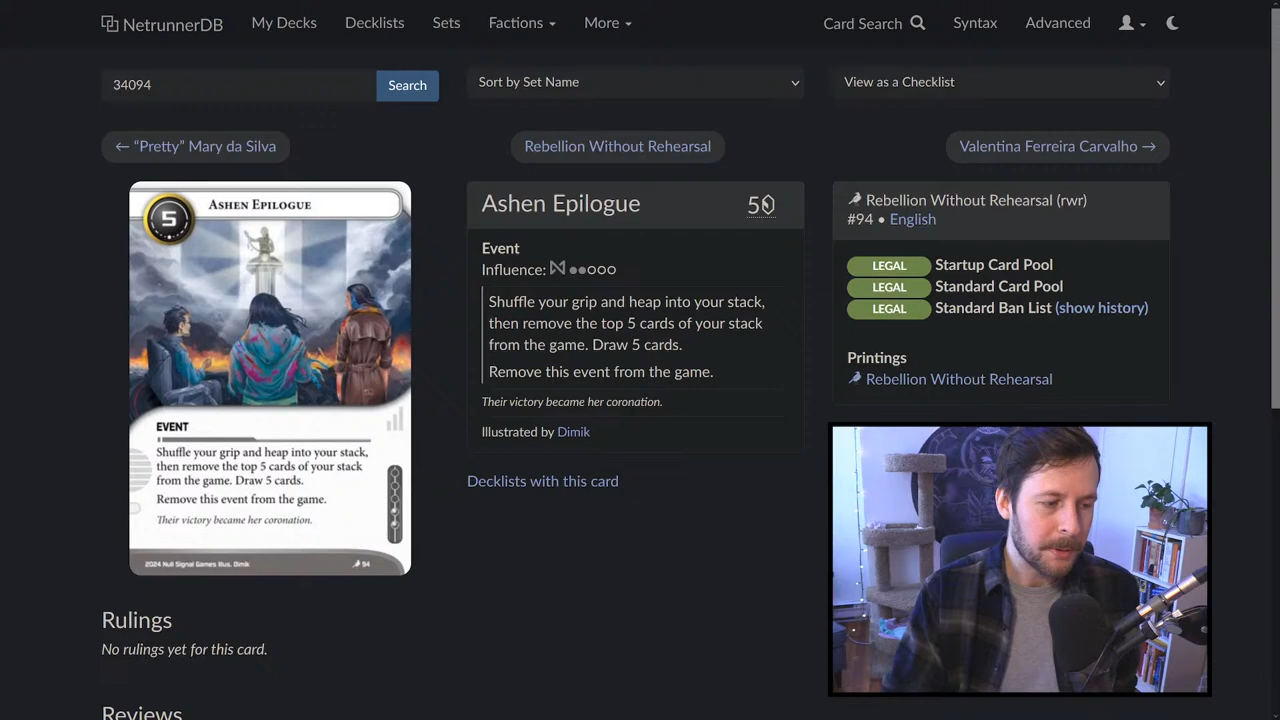 NetrunnerDB My Decks Decklists Sets Factions More Card Search Syntax Advanced
34094 Search Sort by Set Name View as a Checklist
← “Pretty” Mary da Silva Rebellion Without Rehearsal Valentina Ferreira Carvalho →
5 ASHEN EPILOGUE
EVENT
Shuffle your grip and heap into your stack,
then remove the top 5 cards of your stack
from the game. Draw 5 cards.
Remove this event from the game.
Their victory became her coronation.
2024 Null Signal Games Illus. Dimik 94
Ashen Epilogue 5
Event
Influence:
Shuffle your grip and heap into your stack,
then remove the top 5 cards of your stack
from the game. Draw 5 cards.
Remove this event from the game.
Their victory became her coronation.
Illustrated by Dimik
Decklists with this card
Rebellion Without Rehearsal (rwr)
#94 • English
LEGAL Startup Card Pool
LEGAL Standard Card Pool
LEGAL Standard Ban List (show history)
Printings
Rebellion Without Rehearsal
Rulings
No rulings yet for this card.
Reviews